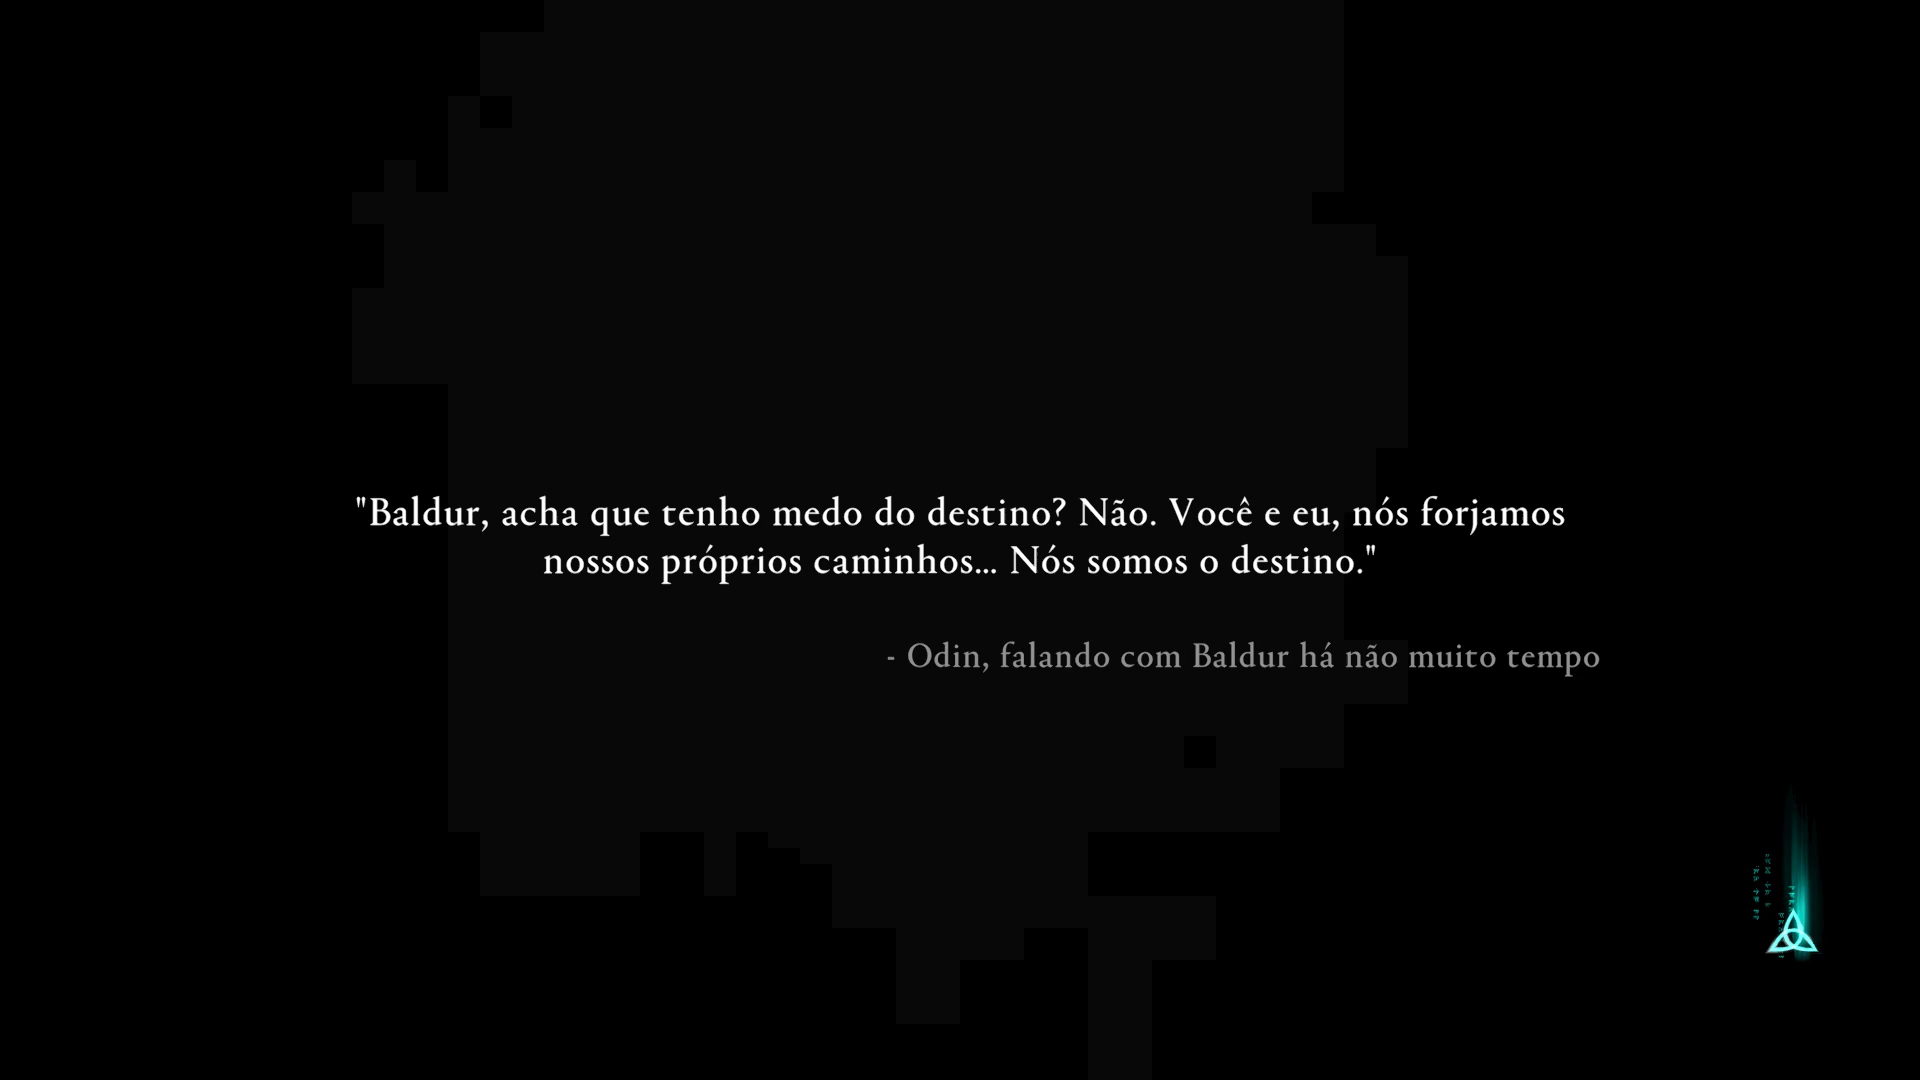 "Baldur, acha que tenho medo do destino? Não. Você e eu, nós forjamos
nossos próprios caminhos... Nós somos o destino."
- Odin, falando com Baldur há não muito tempo